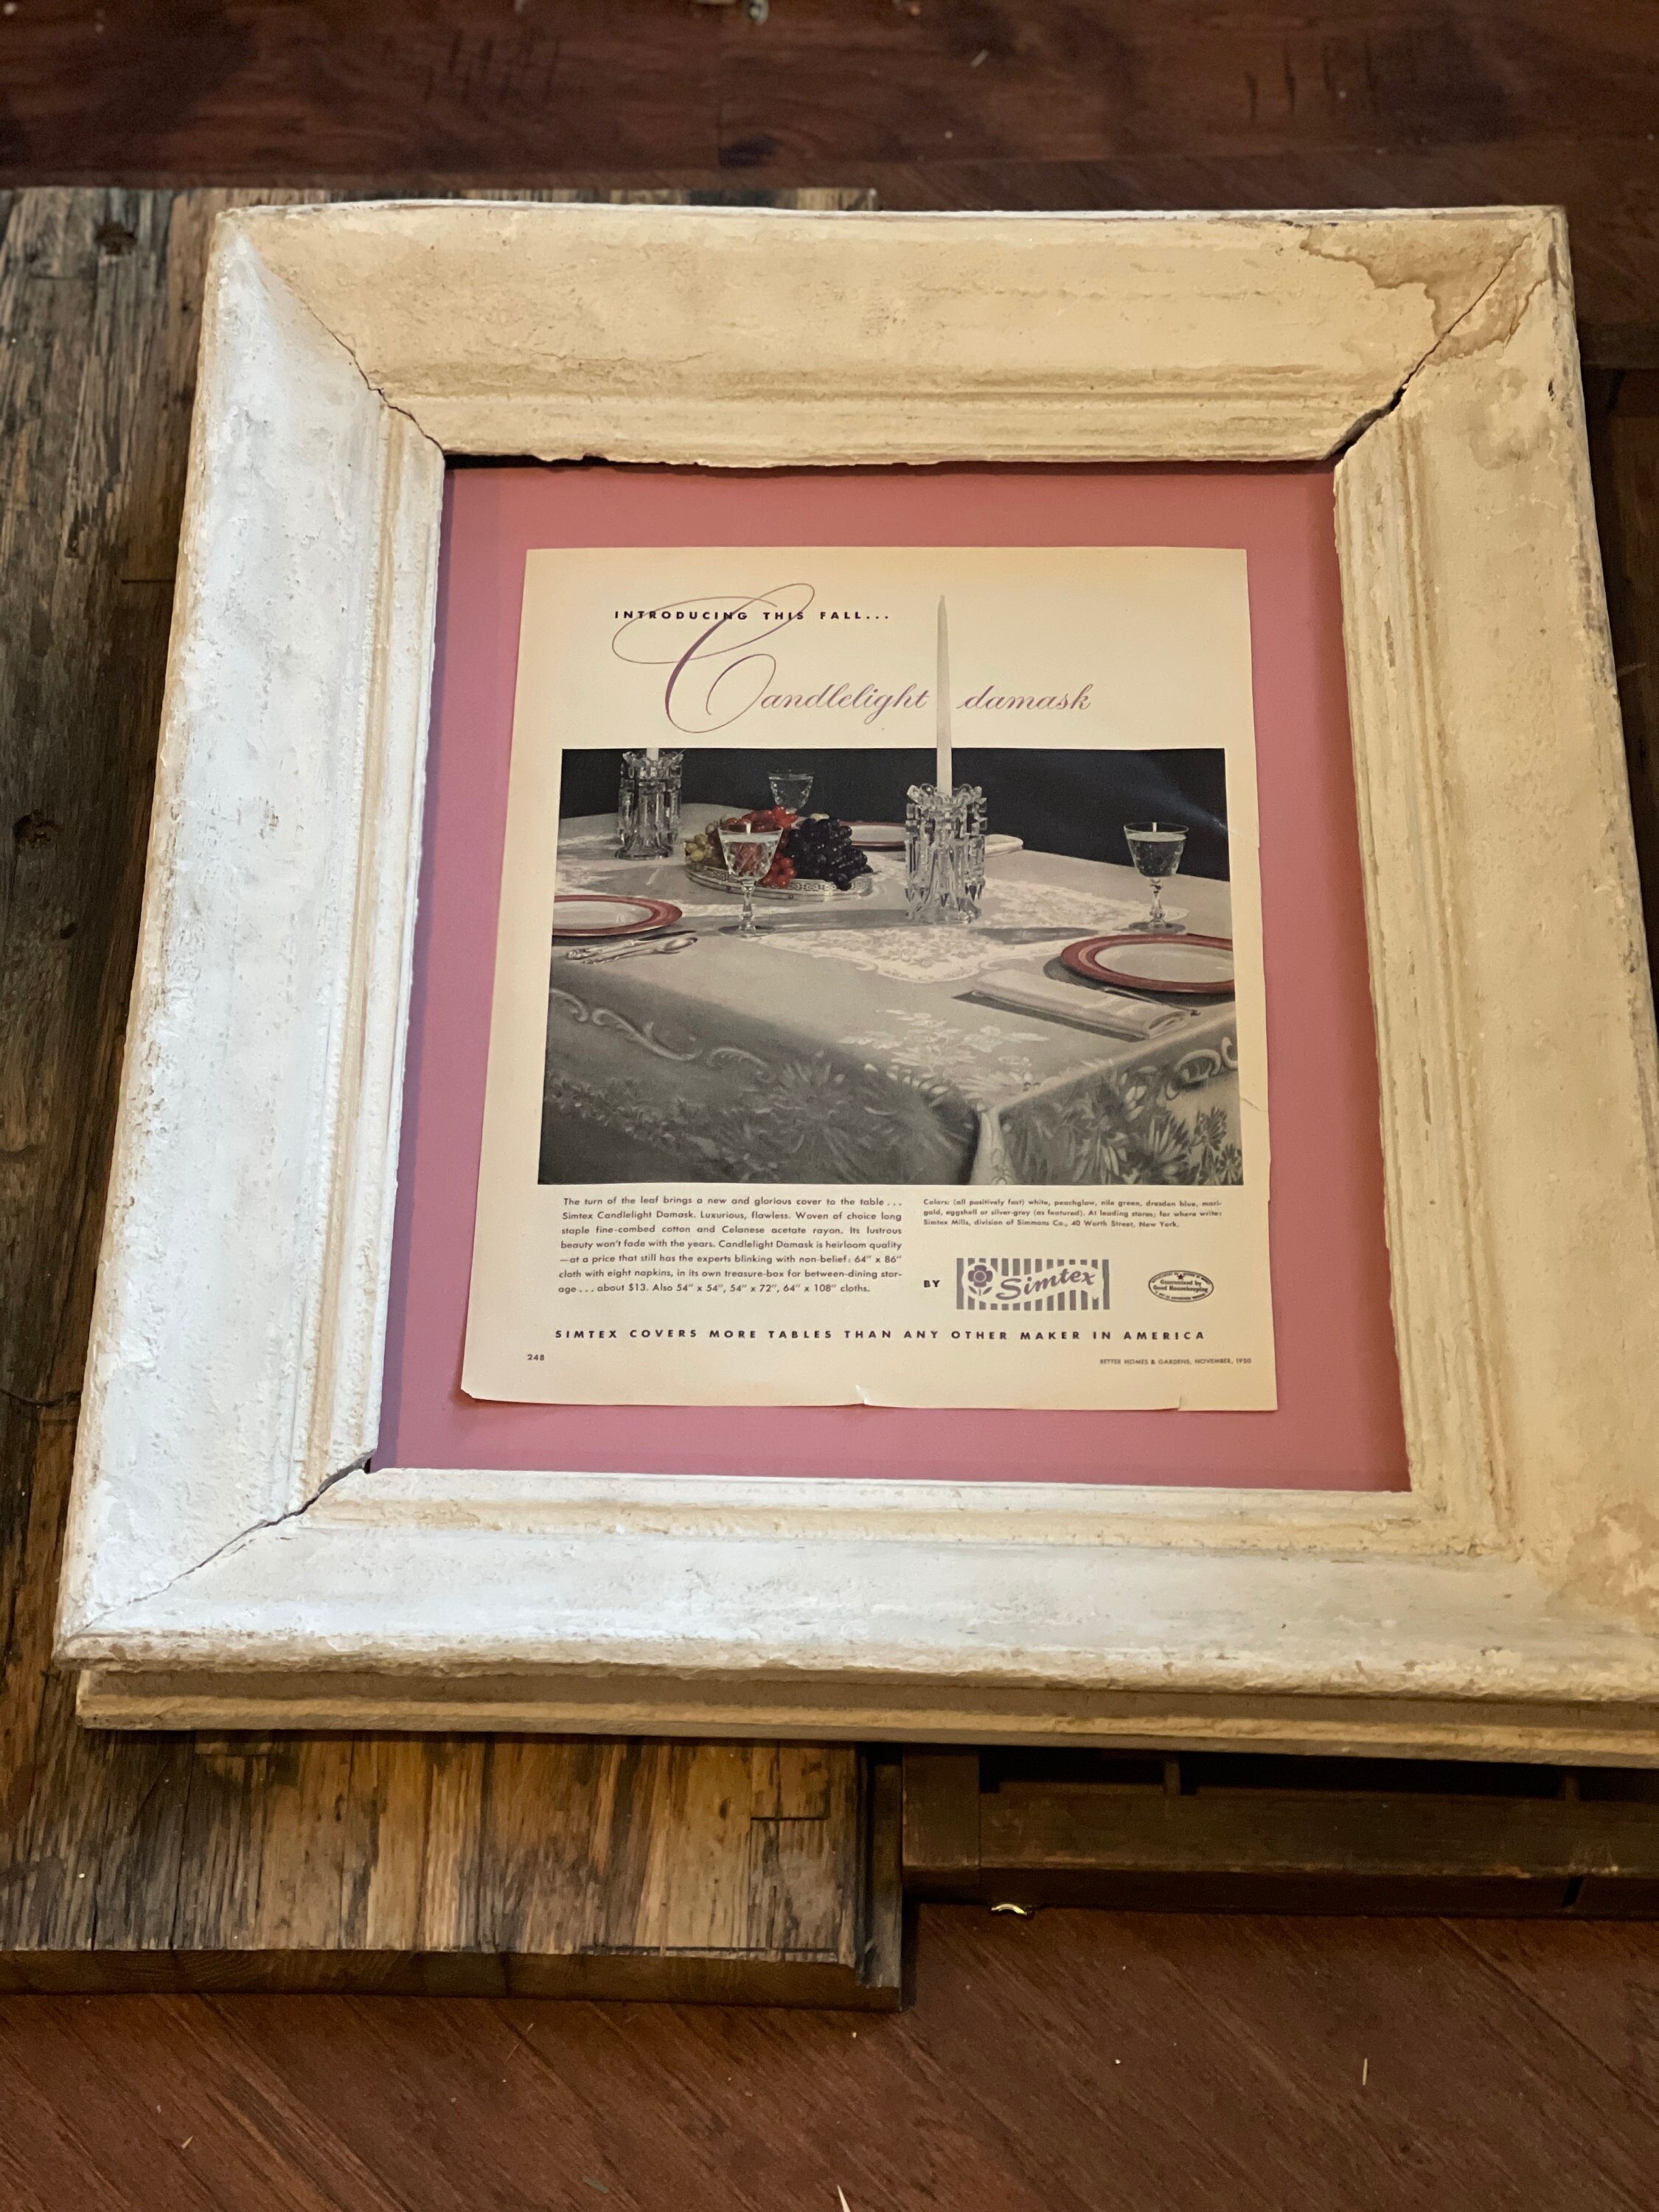 INTRODUCING THIS FALL...
Candlelight damask
The turn of the leaf brings a new and glorious cover to the table...
Simtex Candlelight Damask. Luxurious, flawless. Woven of choice long
staple fine-combed cotton and Celanese acetate rayon. Its lustrous
beauty won't fade with the years. Candlelight Damask is heirloom quality
—at a price that still has the experts blinking with non-belief: 64" x 86"
cloth with eight napkins, in its own treasure-box for between-dining stor-
age...about $13. Also 54" x 54", 54" x 72", 64" x 108" cloths.
Colors: (all positively fast) white, peachglow, nile green, dresden blue, mari-
gold, eggshell or silver-grey (as featured). At leading stores; for where write:
Simtex Mills, division of Simmons Co., 40 Worth Street, New York.
BY
Simtex
Guaranteed by
Good Housekeeping
SIMTEX COVERS MORE TABLES THAN ANY OTHER MAKER IN AMERICA
248
BETTER HOMES & GARDENS, NOVEMBER, 1950